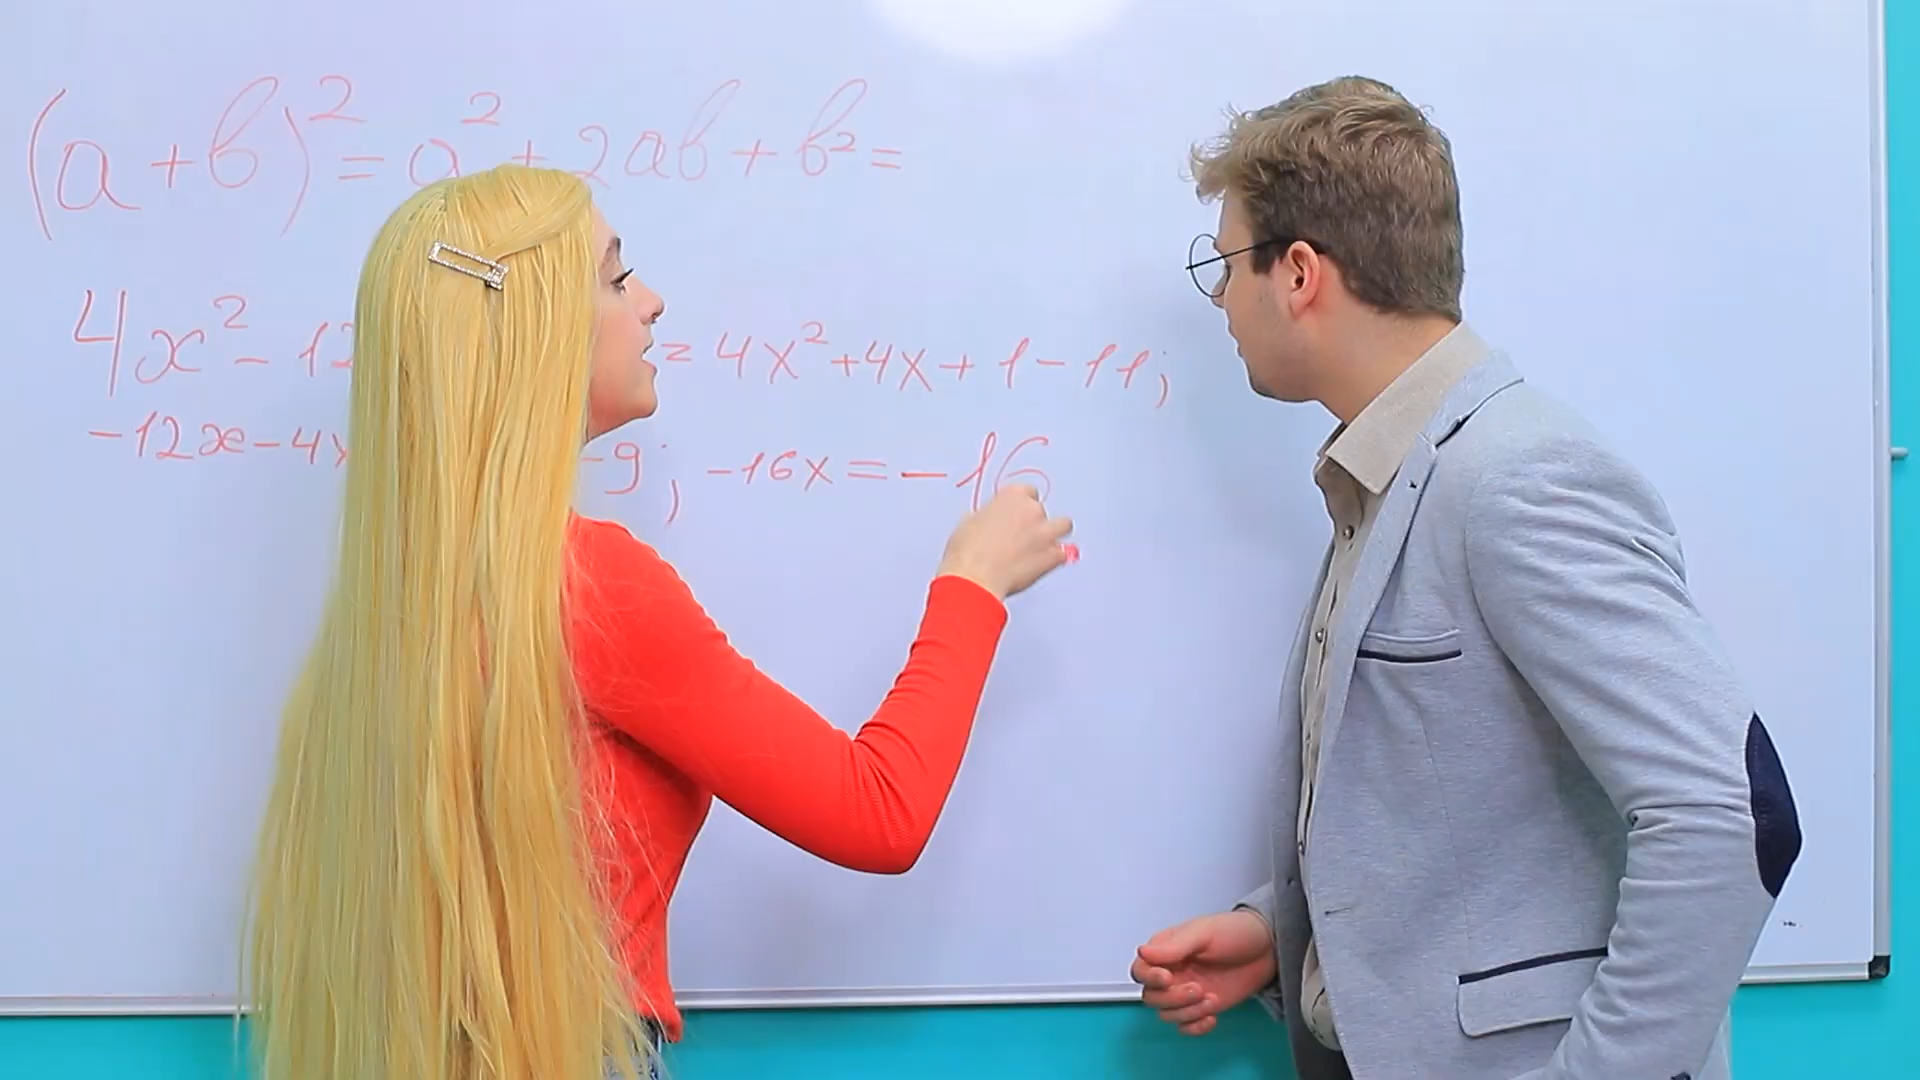 (a+b)² = a² + 2ab + b² =
4x² - 12 = 4x² + 4x + 1 - 11;
-12x - 4x -9; -16x = -16